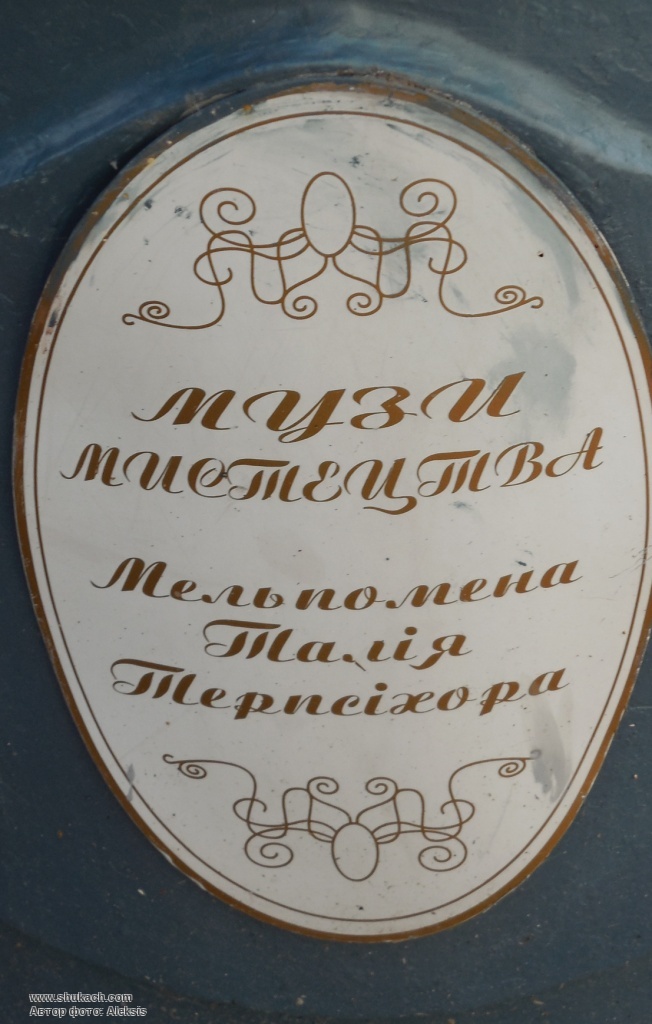 МУЗИ
МИСТЕЦТВА
Мельпомена
Талія
Терпсіхора
www.shukach.com
Автор фото: Aleksis